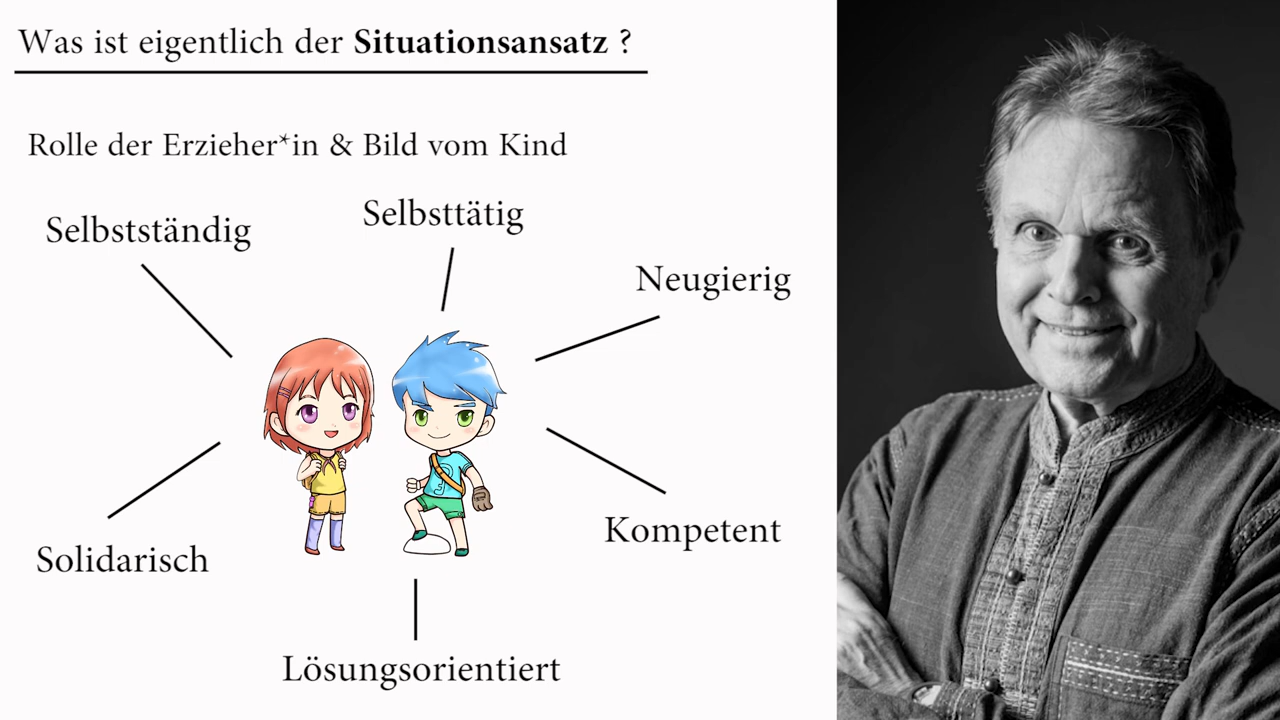 Was ist eigentlich der Situationsansatz ?
Rolle der Erzieher*in & Bild vom Kind
Selbstständig
Selbsttätig
Neugierig
Solidarisch
Kompetent
Lösungsorientiert